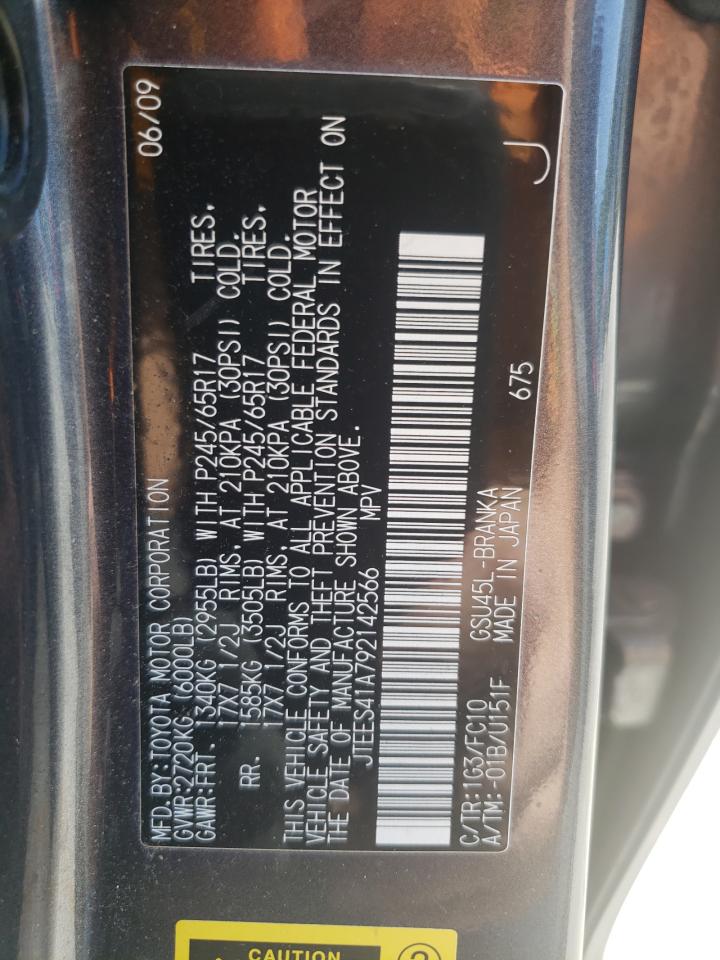 MFD. BY: TOYOTA MOTOR CORPORATION 06/09
GVWR: 2720KG (6000LB)
GAWR: FRT. 1340KG (2955LB) WITH P245/65R17 TIRES,
17X7 1/2J RIMS, AT 210KPA (30PSI) COLD.
RR. 1585KG (3505LB) WITH P245/65R17 TIRES,
17X7 1/2J RIMS, AT 210KPA (30PSI) COLD.
THIS VEHICLE CONFORMS TO ALL APPLICABLE FEDERAL MOTOR
VEHICLE SAFETY AND THEFT PREVENTION STANDARDS IN EFFECT ON
THE DATE OF MANUFACTURE SHOWN ABOVE.
JTEES41A792142566 MPV
C/TR: 1G3/FC10 GSU45L-BRANKA 675 J
A/TM: -01B/U151F MADE IN JAPAN
CAUTION